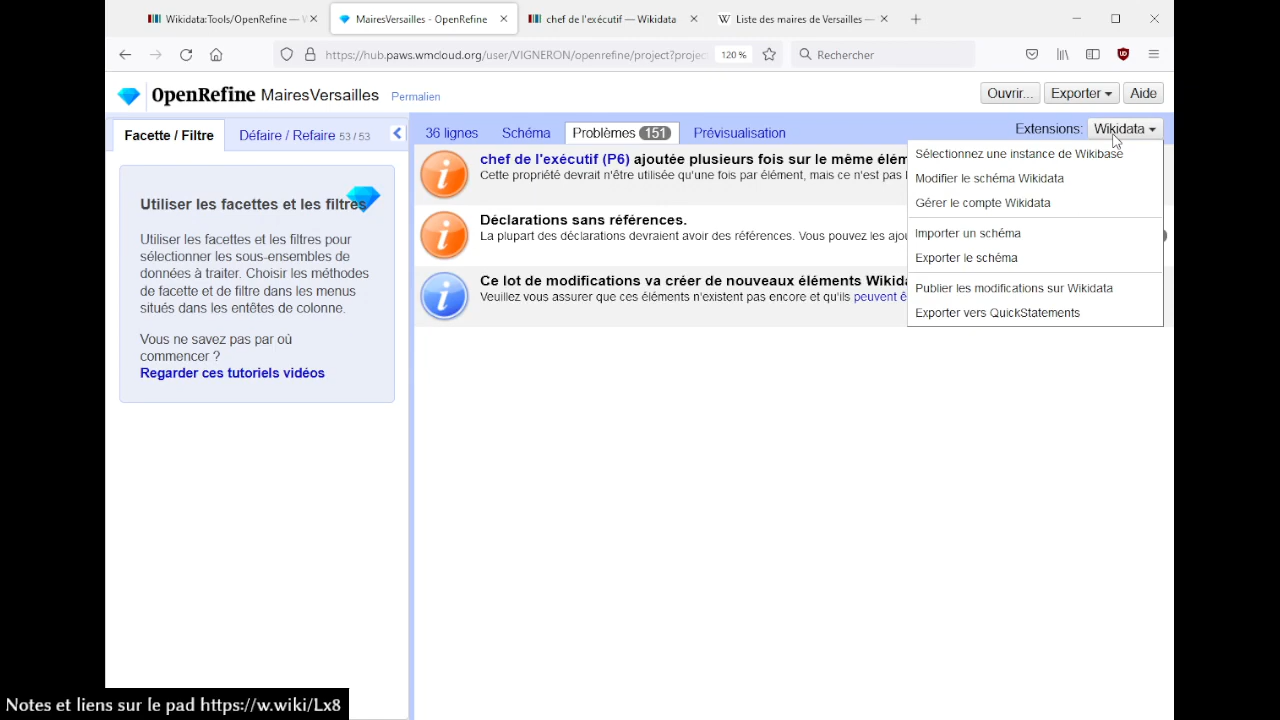 Wikidata:Tools/OpenRefine — W
MairesVersailles - OpenRefine
chef de l'exécutif — Wikidata
Liste des maires de Versailles —
https://hub.paws.wmcloud.org/user/VIGNERON/openrefine/project?projec
120 %
Rechercher
OpenRefine MairesVersailles Permalien
Ouvrir... Exporter Aide
Facette / Filtre
Défaire / Refaire 53 / 53
36 lignes
Schéma
Problèmes 151
Prévisualisation
Extensions: Wikidata
Utiliser les facettes et les filtres
Utiliser les facettes et les filtres pour
sélectionner les sous-ensembles de
données à traiter. Choisir les méthodes
de facette et de filtre dans les menus
situés dans les entêtes de colonne.
Vous ne savez pas par où
commencer ?
Regarder ces tutoriels vidéos
chef de l'exécutif (P6) ajoutée plusieurs fois sur le même élém
Cette propriété devrait n'être utilisée qu'une fois par élément, mais ce n'est pas l
Déclarations sans références.
La plupart des déclarations devraient avoir des références. Vous pouvez les ajou
Ce lot de modifications va créer de nouveaux éléments Wikida
Veuillez vous assurer que ces éléments n'existent pas encore et qu'ils peuvent ê
Sélectionnez une instance de Wikibase
Modifier le schéma Wikidata
Gérer le compte Wikidata
Importer un schéma
Exporter le schéma
Publier les modifications sur Wikidata
Exporter vers QuickStatements
Notes et liens sur le pad https://w.wiki/Lx8